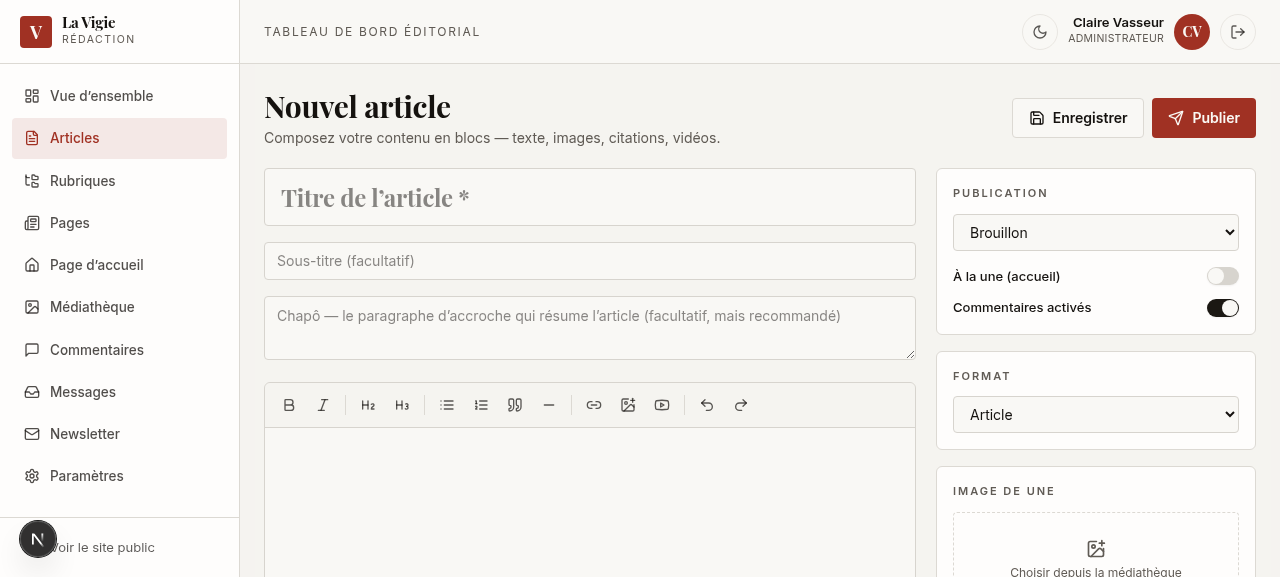 V
La Vigie
RÉDACTION
Vue d’ensemble
Articles
Rubriques
Pages
Page d’accueil
Médiathèque
Commentaires
Messages
Newsletter
Paramètres
N
Voir le site public
TABLEAU DE BORD ÉDITORIAL
Claire Vasseur
ADMINISTRATEUR
CV
Nouvel article
Composez votre contenu en blocs — texte, images, citations, vidéos.
Enregistrer
Publier
Titre de l’article *
Sous-titre (facultatif)
Chapô — le paragraphe d’accroche qui résume l’article (facultatif, mais recommandé)
B I H2 H3
PUBLICATION
Brouillon
À la une (accueil)
Commentaires activés
FORMAT
Article
IMAGE DE UNE
Choisir depuis la médiathèque